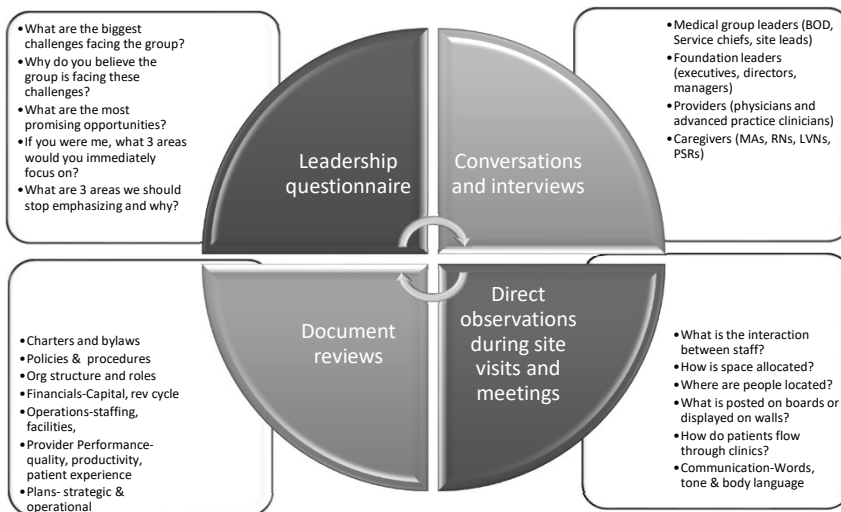 •What are the biggest
challenges facing the group?
•Why do you believe the
group is facing these
challenges?
•What are the most
promising opportunities?
•If you were me, what 3 areas
would you immediately
focus on?
•What are 3 areas we should
stop emphasizing and why?
Leadership
questionnaire
Conversations
and interviews
•Medical group leaders (BOD,
Service chiefs, site leads)
•Foundation leaders
(executives, directors,
managers)
•Providers (physicians and
advanced practice clinicians)
•Caregivers (MAs, RNs, LVNs,
PSRs)
•Charters and bylaws
•Policies & procedures
•Org structure and roles
•Financials-Capital, rev cycle
•Operations-staffing,
facilities,
•Provider Performance-
quality, productivity,
patient experience
•Plans- strategic &
operational
Document
reviews
Direct
observations
during site
visits and
meetings
•What is the interaction
between staff?
•How is space allocated?
•Where are people located?
•What is posted on boards or
displayed on walls?
•How do patients flow
through clinics?
•Communication-Words,
tone & body language